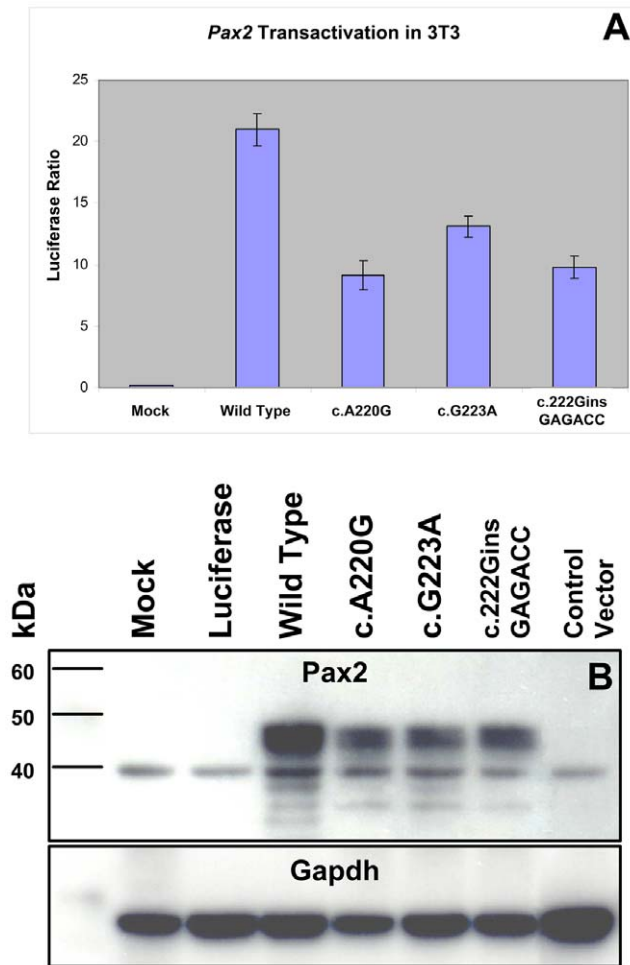 Pax2 Transactivation in 3T3
A
Luciferase Ratio
25
20
15
10
5
0
Mock
Wild Type
c.A220G
c.G223A
c.222Gins
GAGACC
kDa
Mock
Luciferase
Wild Type
c.A220G
c.G223A
c.222Gins
GAGACC
Control
Vector
60
50
40
Pax2
B
Gapdh